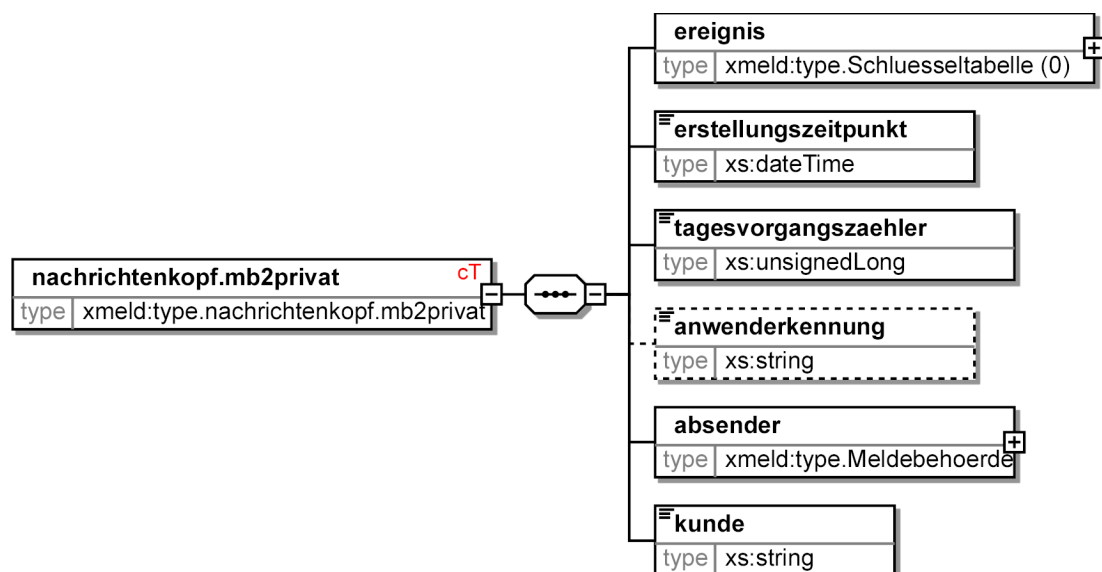 ereignis
type xmeld:type.Schluesseltabelle (0)
erstellungszeitpunkt
type xs:dateTime
tagesvorgangszaehler
type xs:unsignedLong
nachrichtenkopf.mb2privat cT
type xmeld:type.nachrichtenkopf.mb2privat
anwenderkennung
type xs:string
absender
type xmeld:type.Meldebehoerde
kunde
type xs:string